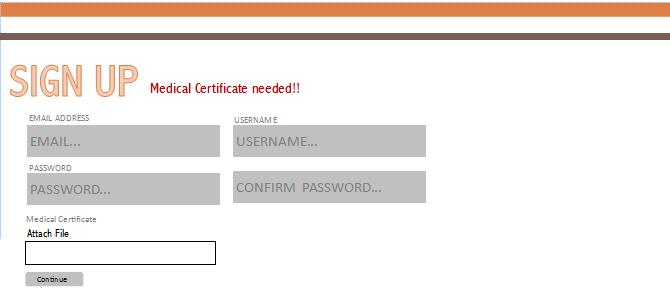 SIGN UP Medical Certificate needed!!
EMAIL ADDRESS USERNAME
EMAIL... USERNAME...
PASSWORD
PASSWORD... CONFIRM PASSWORD...
Medical Certificate
Attach File
Continue